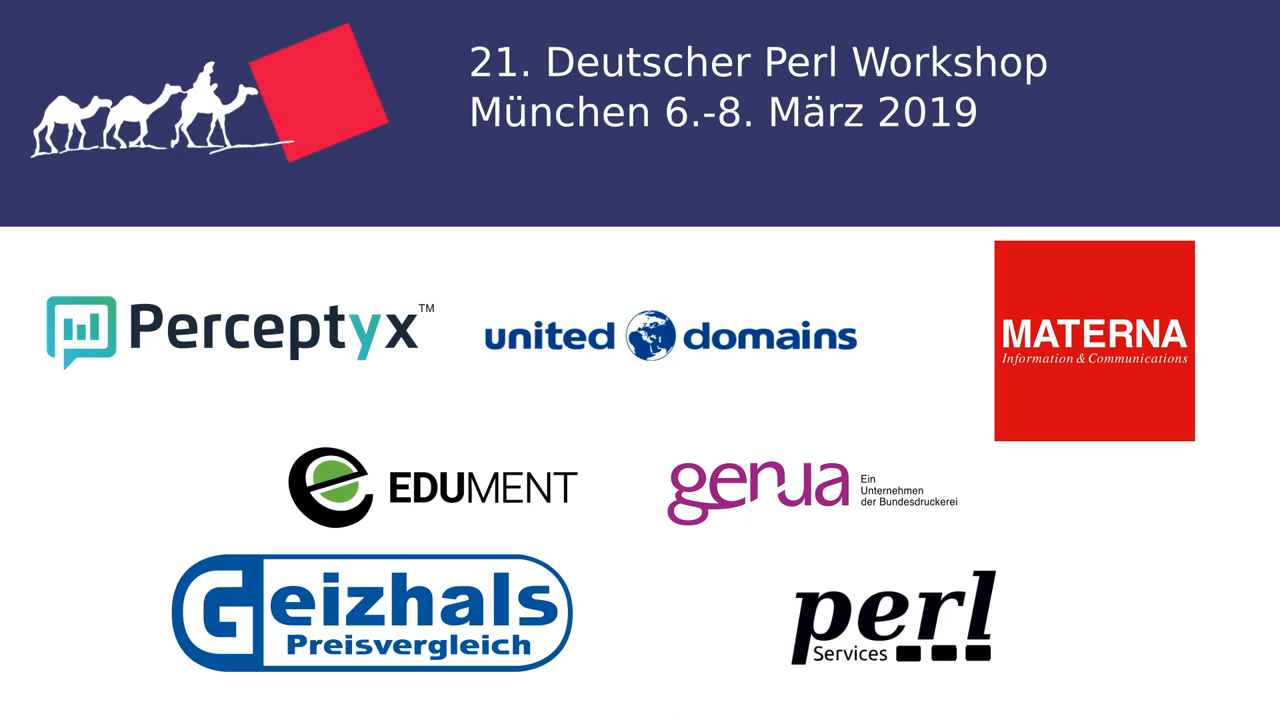 21. Deutscher Perl Workshop
München 6.-8. März 2019
Perceptyx™
united domains
MATERNA
Information & Communications
EDUMENT
genua
Ein
Unternehmen
der Bundesdruckerei
Geizhals
Preisvergleich
perl
Services